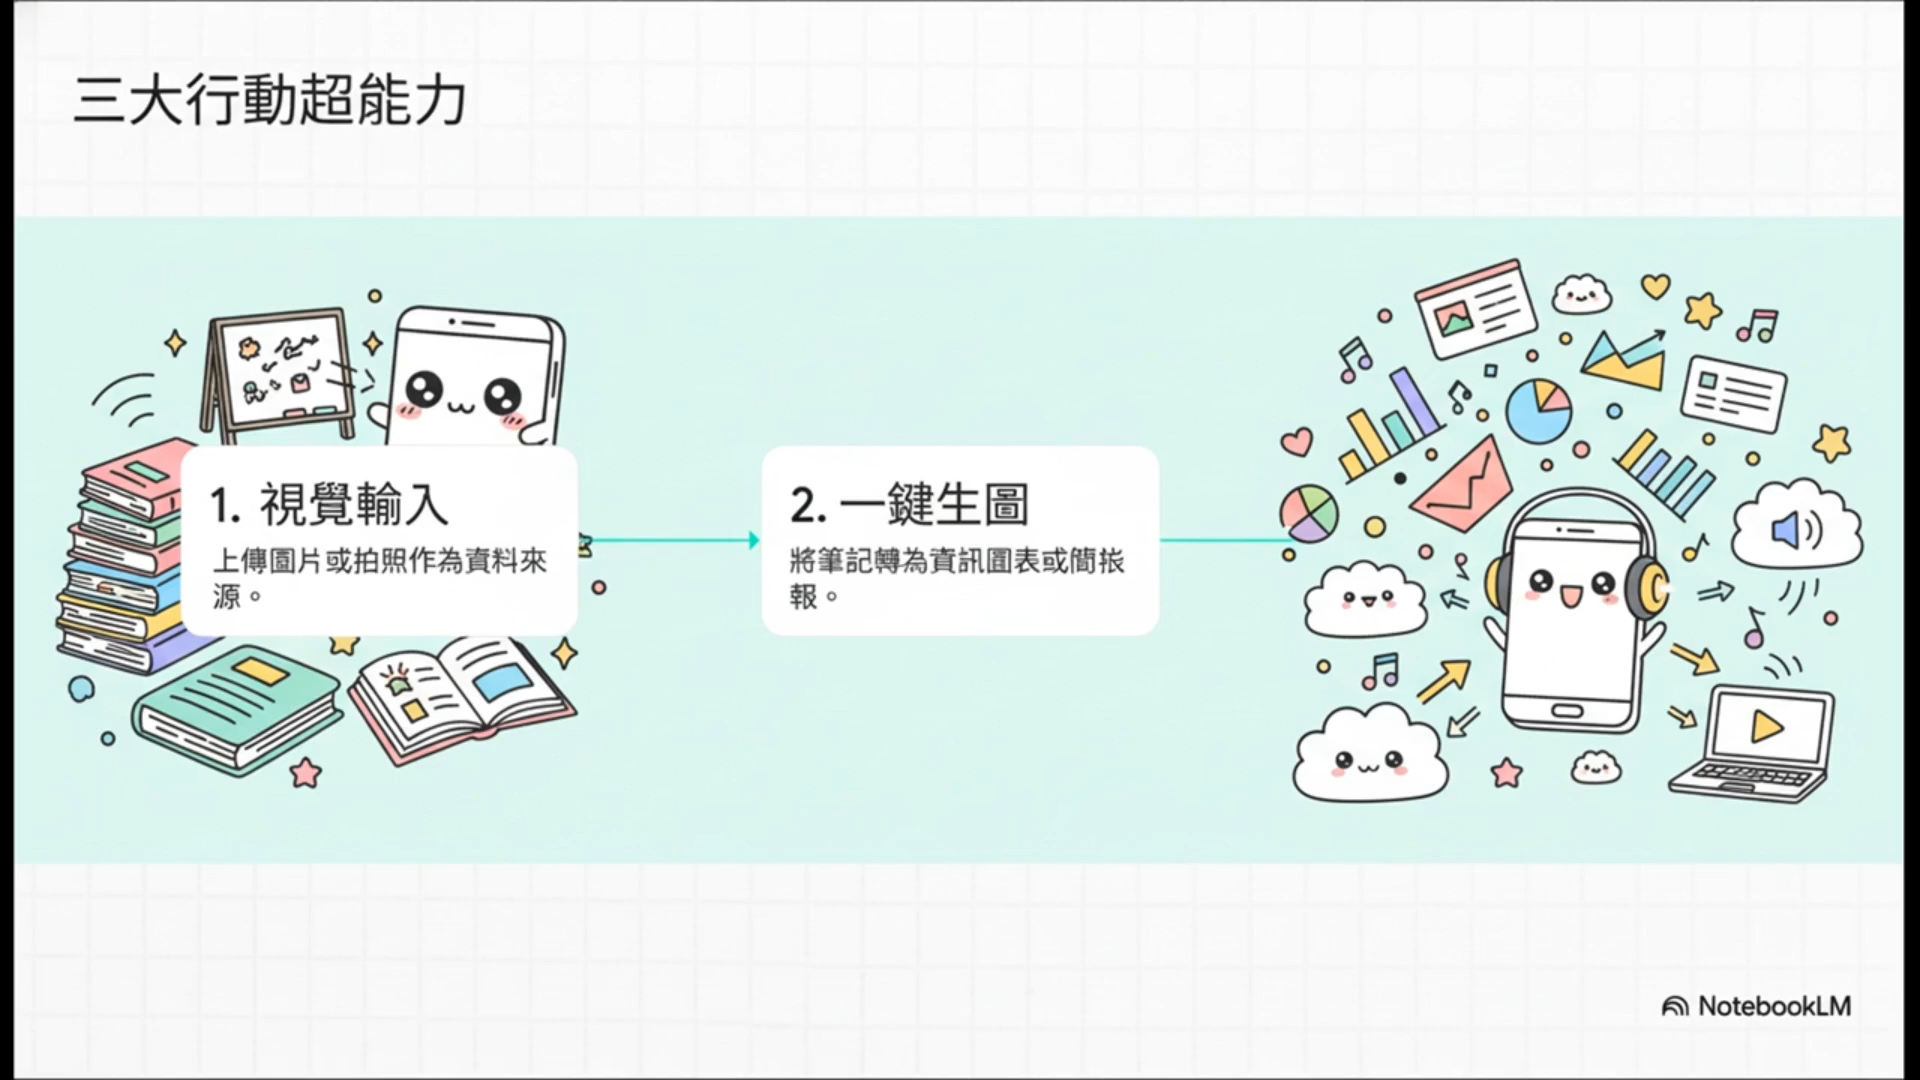 三大行動超能力
1. 視覺輸入
上傳圖片或拍照作為資料來
源。
2. 一鍵生圖
將筆記轉為資訊圖表或簡
報。
NotebookLM